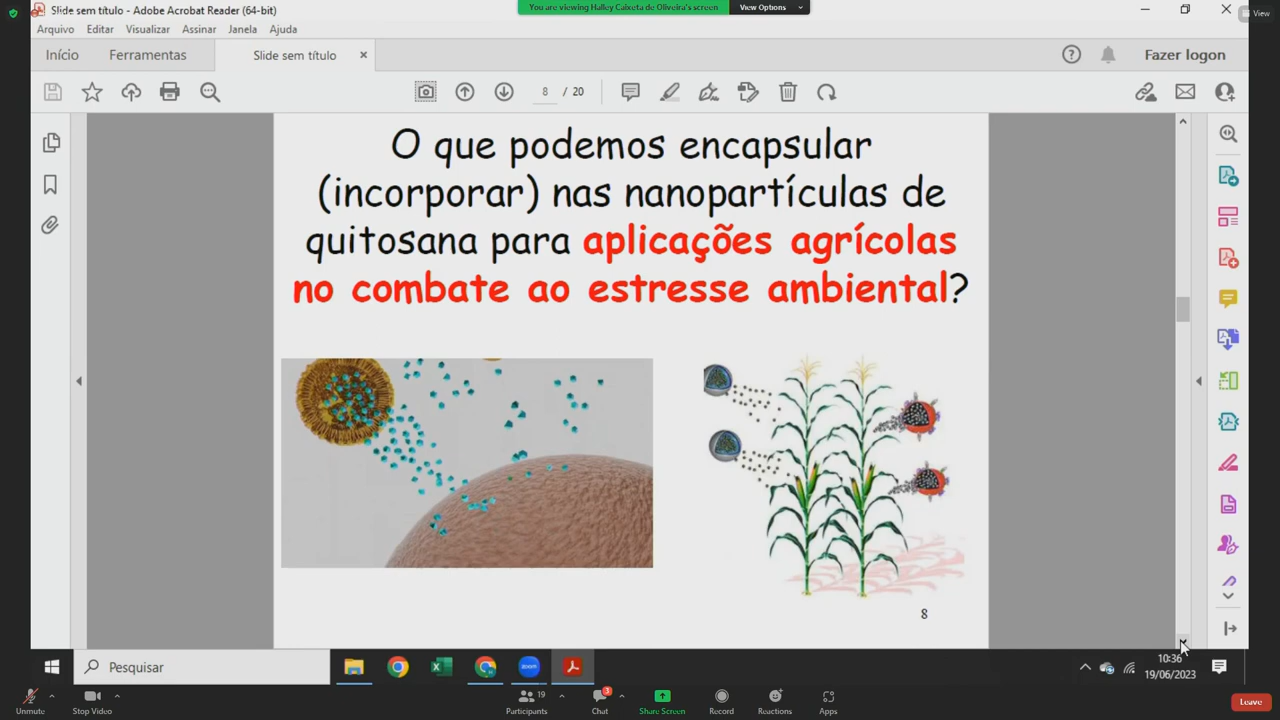 Slide sem título - Adobe Acrobat Reader (64-bit)
You are viewing Halley Caixeta de Oliveira's screen
View Options
View
Arquivo Editar Visualizar Assinar Janela Ajuda
Início Ferramentas Slide sem título × Fazer logon
8 / 20
O que podemos encapsular
(incorporar) nas nanopartículas de
quitosana para aplicações agrícolas
no combate ao estresse ambiental?
8
Pesquisar
10:36
19/06/2023
19
3
Unmute Stop Video Participants Chat Share Screen Record Reactions Apps Leave